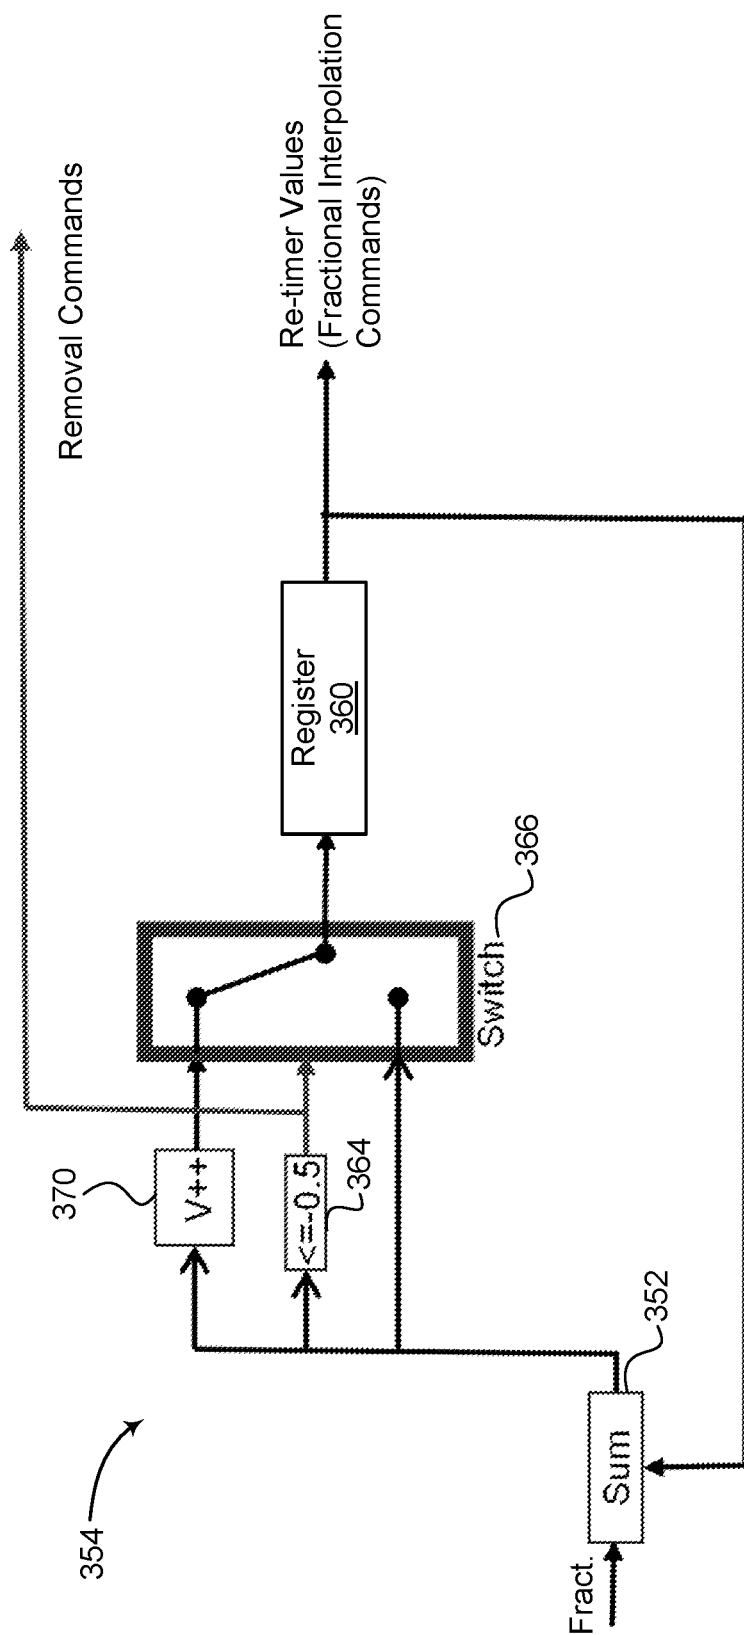 Removal Commands
Re-timer Values
(Fractional Interpolation
Commands)
370
V++
<=-0.5
364
Switch
366
Register
360
354
Fract.
Sum
352